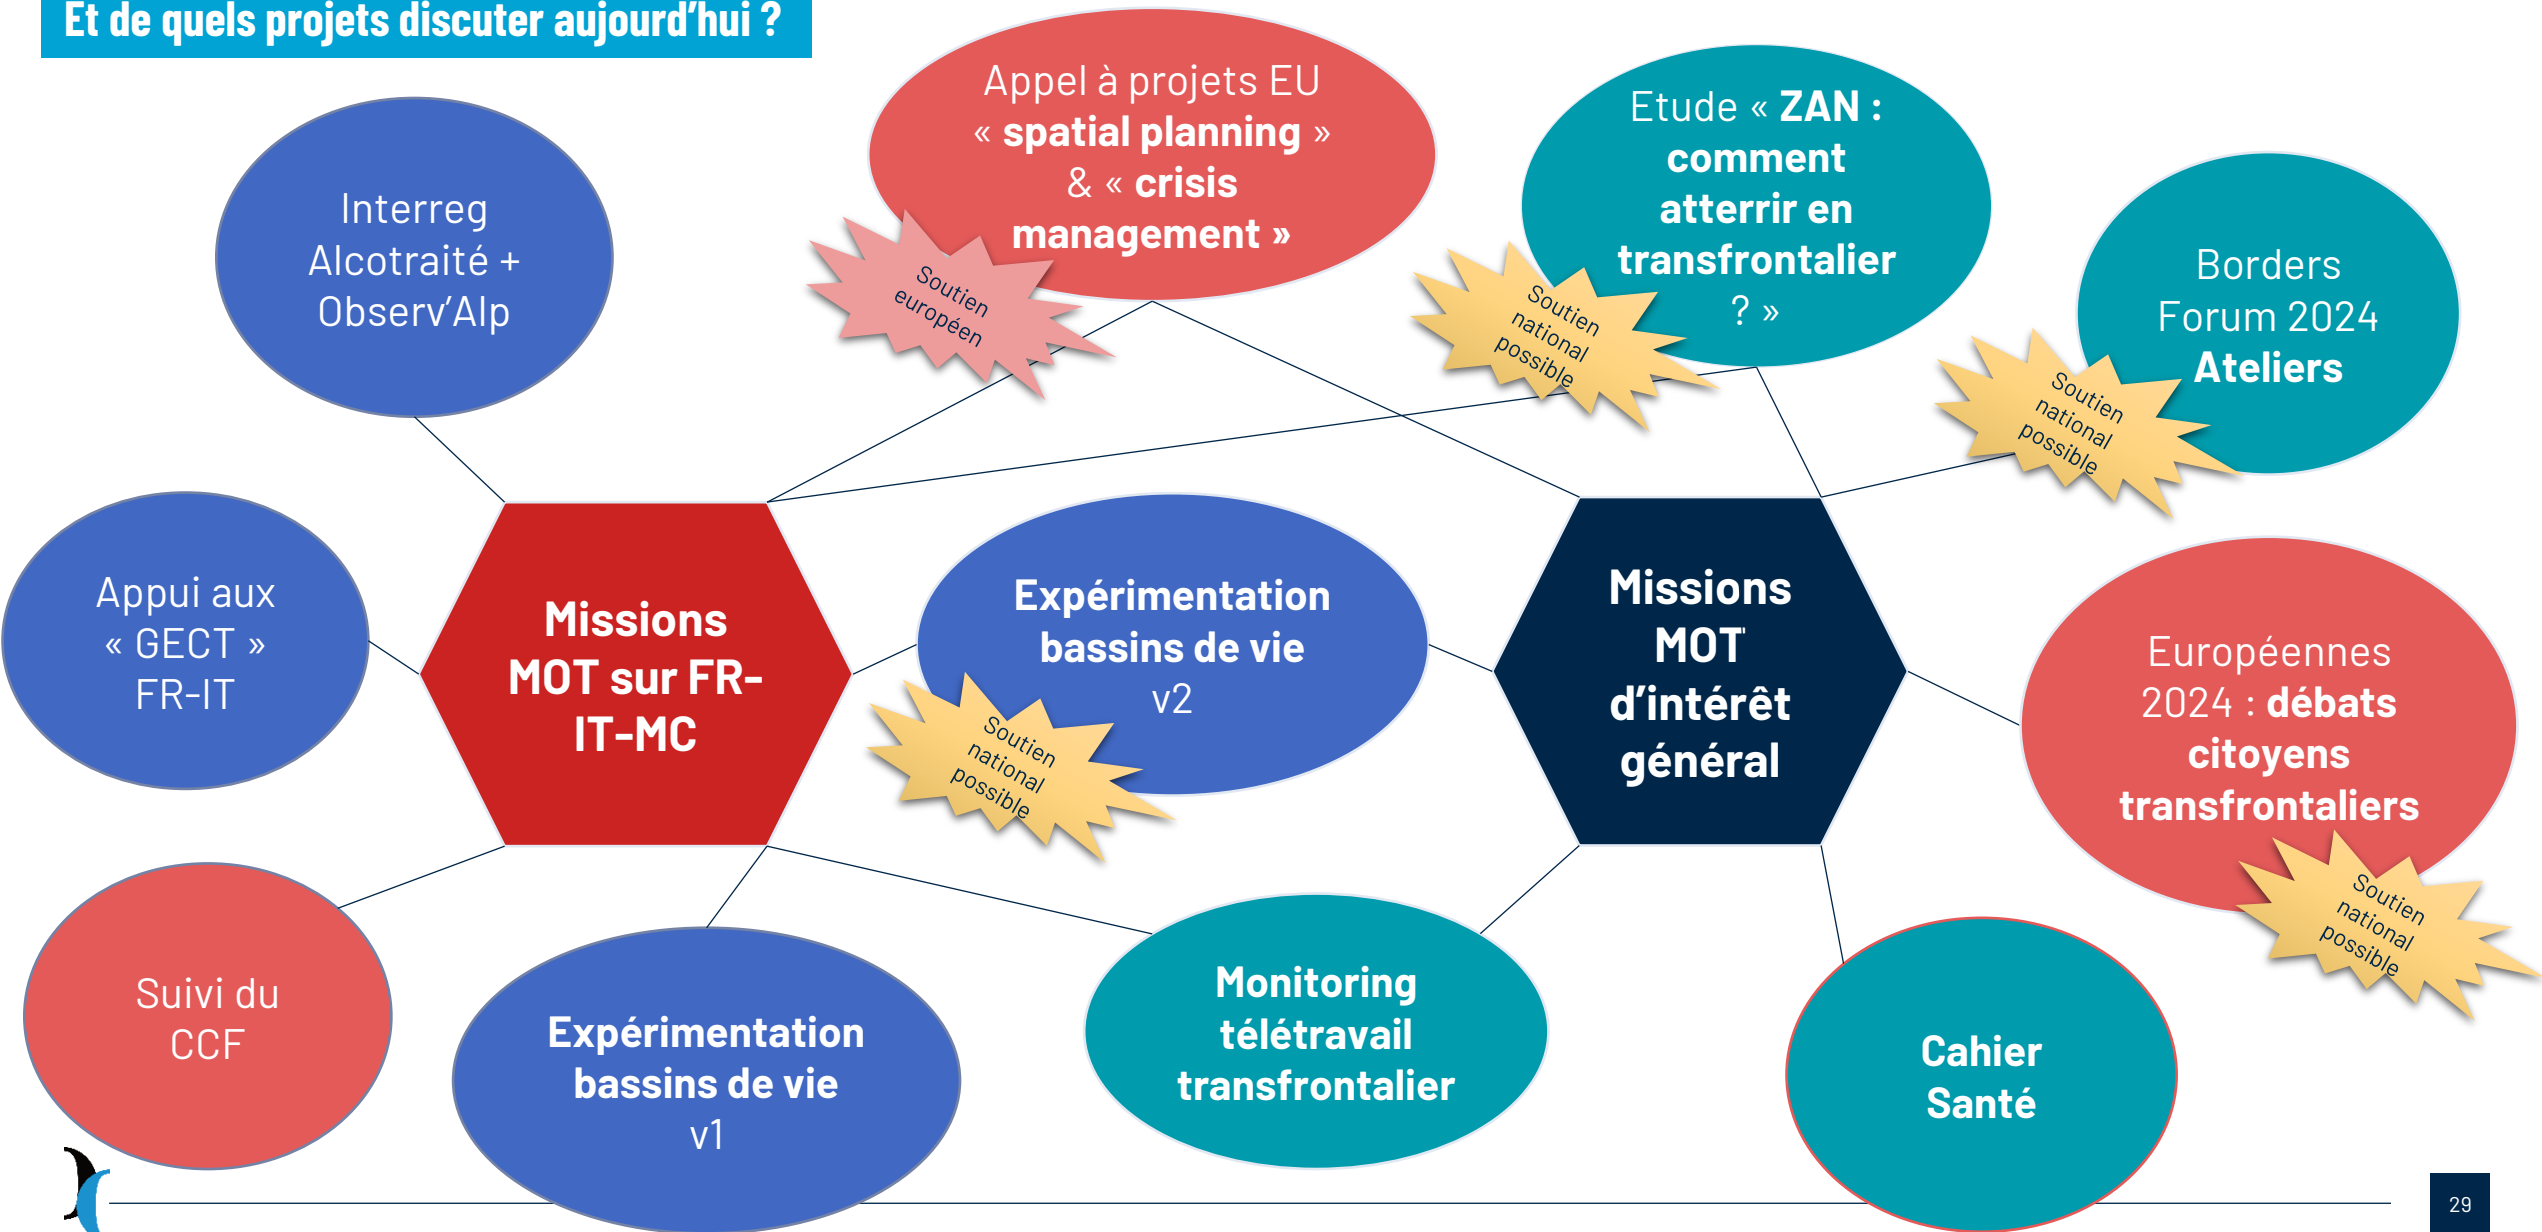 Et de quels projets discuter aujourd'hui ?
Appel à projets EU
« spatial planning »
& « crisis
management »
Soutien
européen
Etude « ZAN :
comment
atterrir en
transfrontalier
? »
Soutien
national
possible
Interreg
Alcotraité +
Observ'Alp
Borders
Forum 2024
Ateliers
Soutien
national
possible
Appui aux
« GECT »
FR-IT
Missions
MOT sur FR-
IT-MC
Expérimentation
bassins de vie
v2
Soutien
national
possible
Missions
MOT
d'intérêt
général
Européennes
2024 : débats
citoyens
transfrontaliers
Soutien
national
possible
Suivi du
CCF
Expérimentation
bassins de vie
v1
Monitoring
télétravail
transfrontalier
Cahier
Santé
29